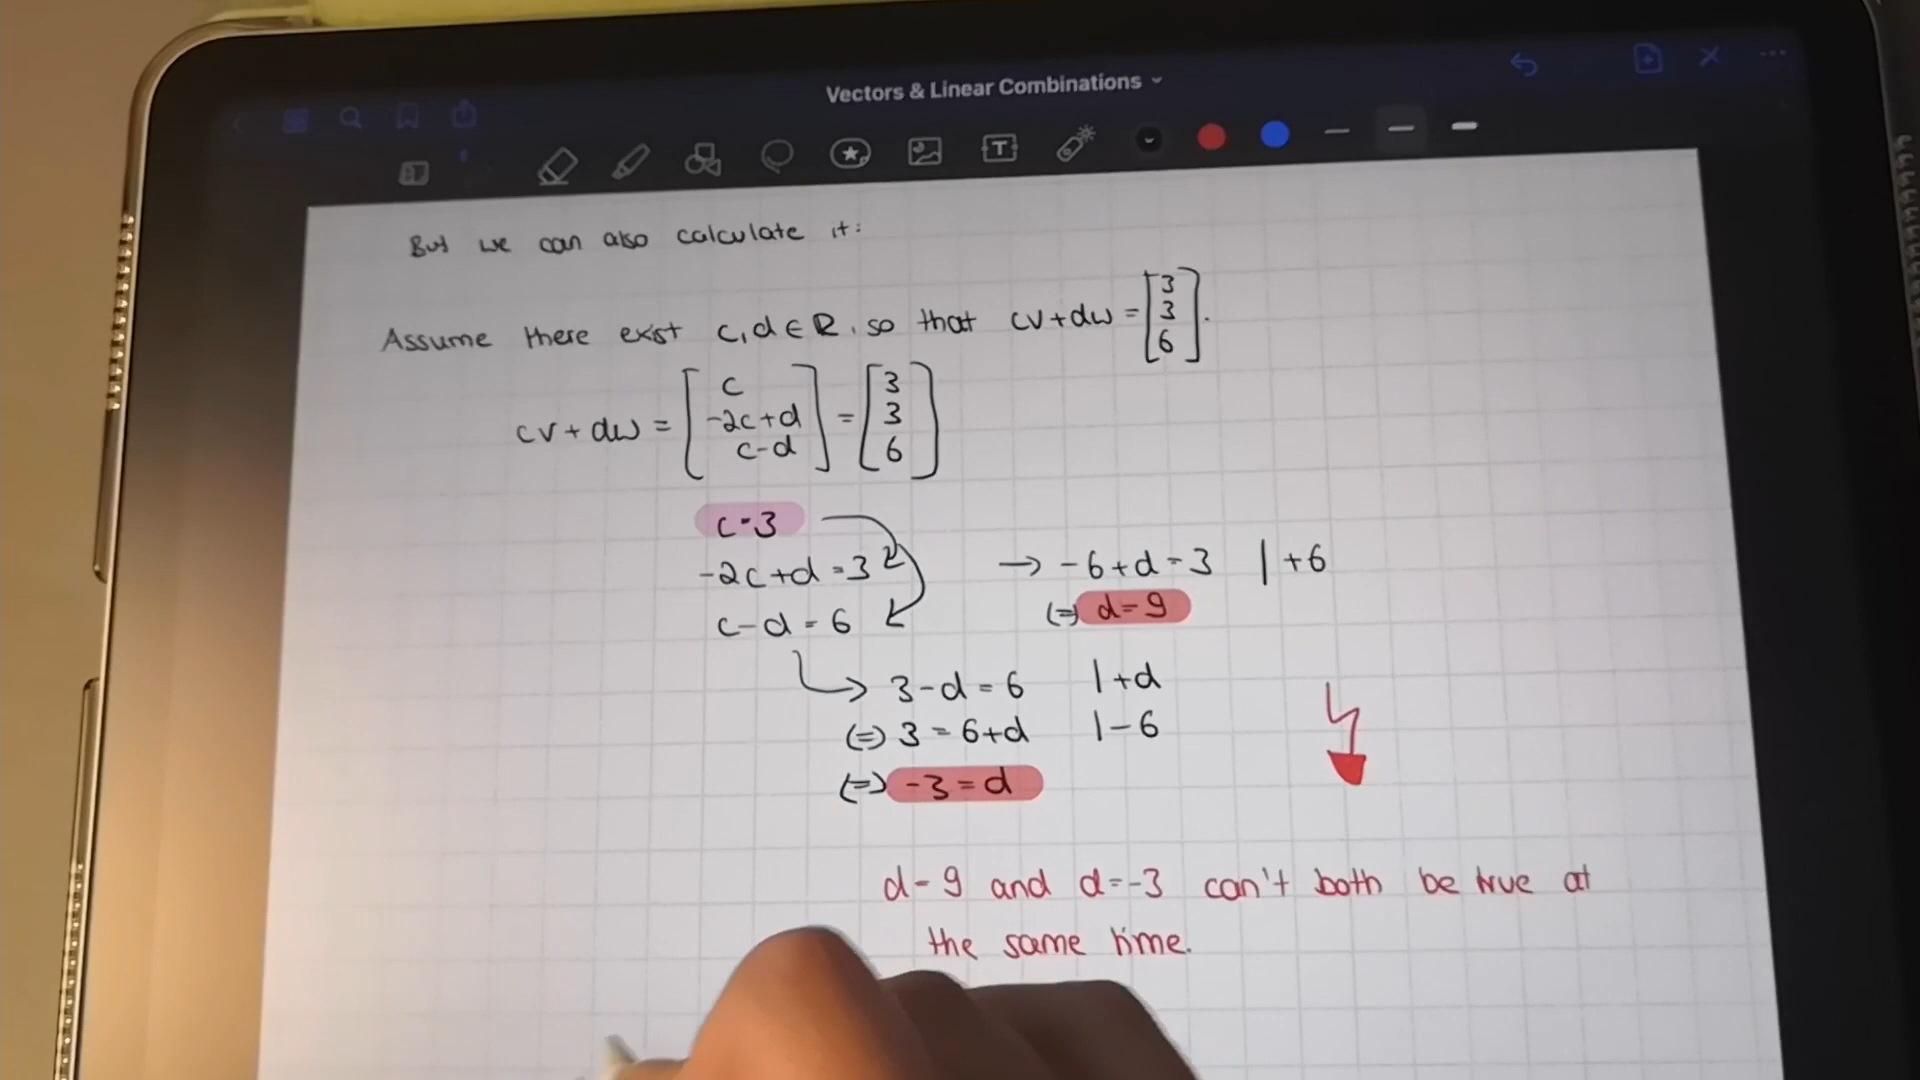 Vectors & Linear Combinations
But we can also calculate it:
Assume there exist c, d ∈ ℝ, so that cv + dw = [3 3 6].
cv + dw = [c -2c+d c-d] = [3 3 6]
c = 3
-2c + d = 3 → -6 + d = 3 | +6
c - d = 6 (=) d = 9
→ 3 - d = 6 | +d
(=) 3 = 6 + d | -6
(=) -3 = d
d = 9 and d = -3 can't both be true at
the same time.